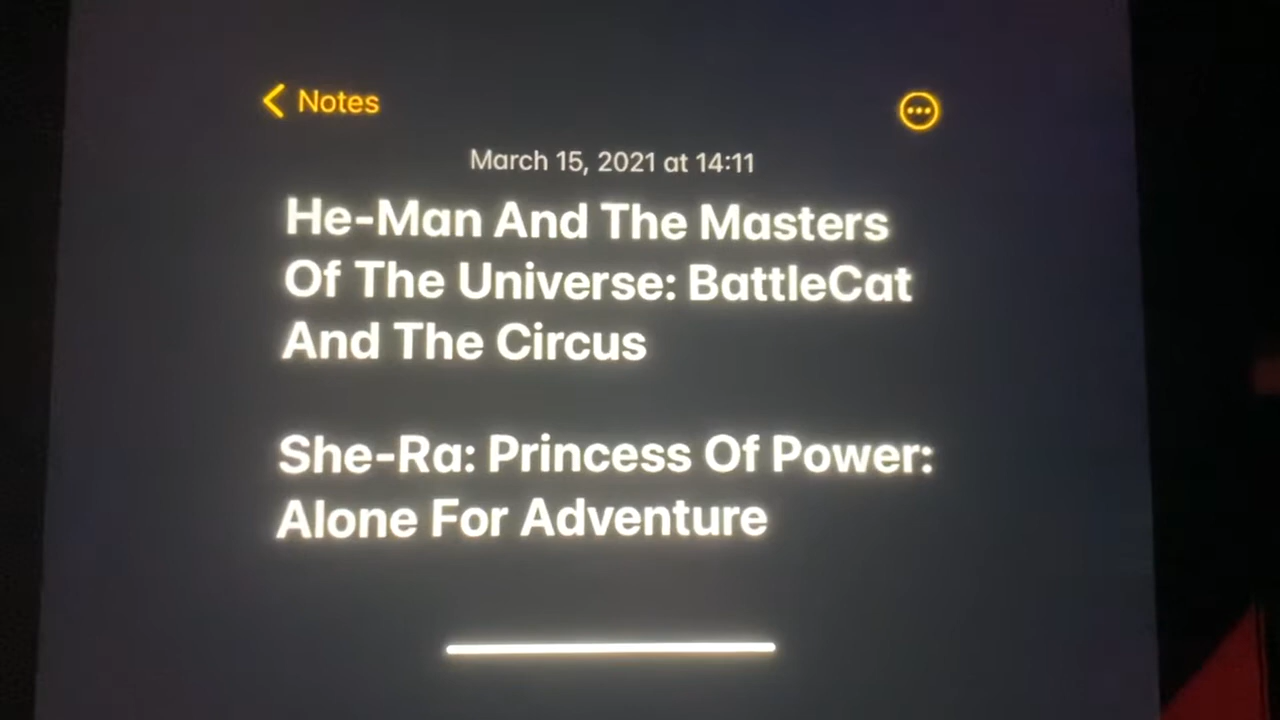 Notes
March 15, 2021 at 14:11
He-Man And The Masters
Of The Universe: BattleCat
And The Circus
She-Ra: Princess Of Power:
Alone For Adventure